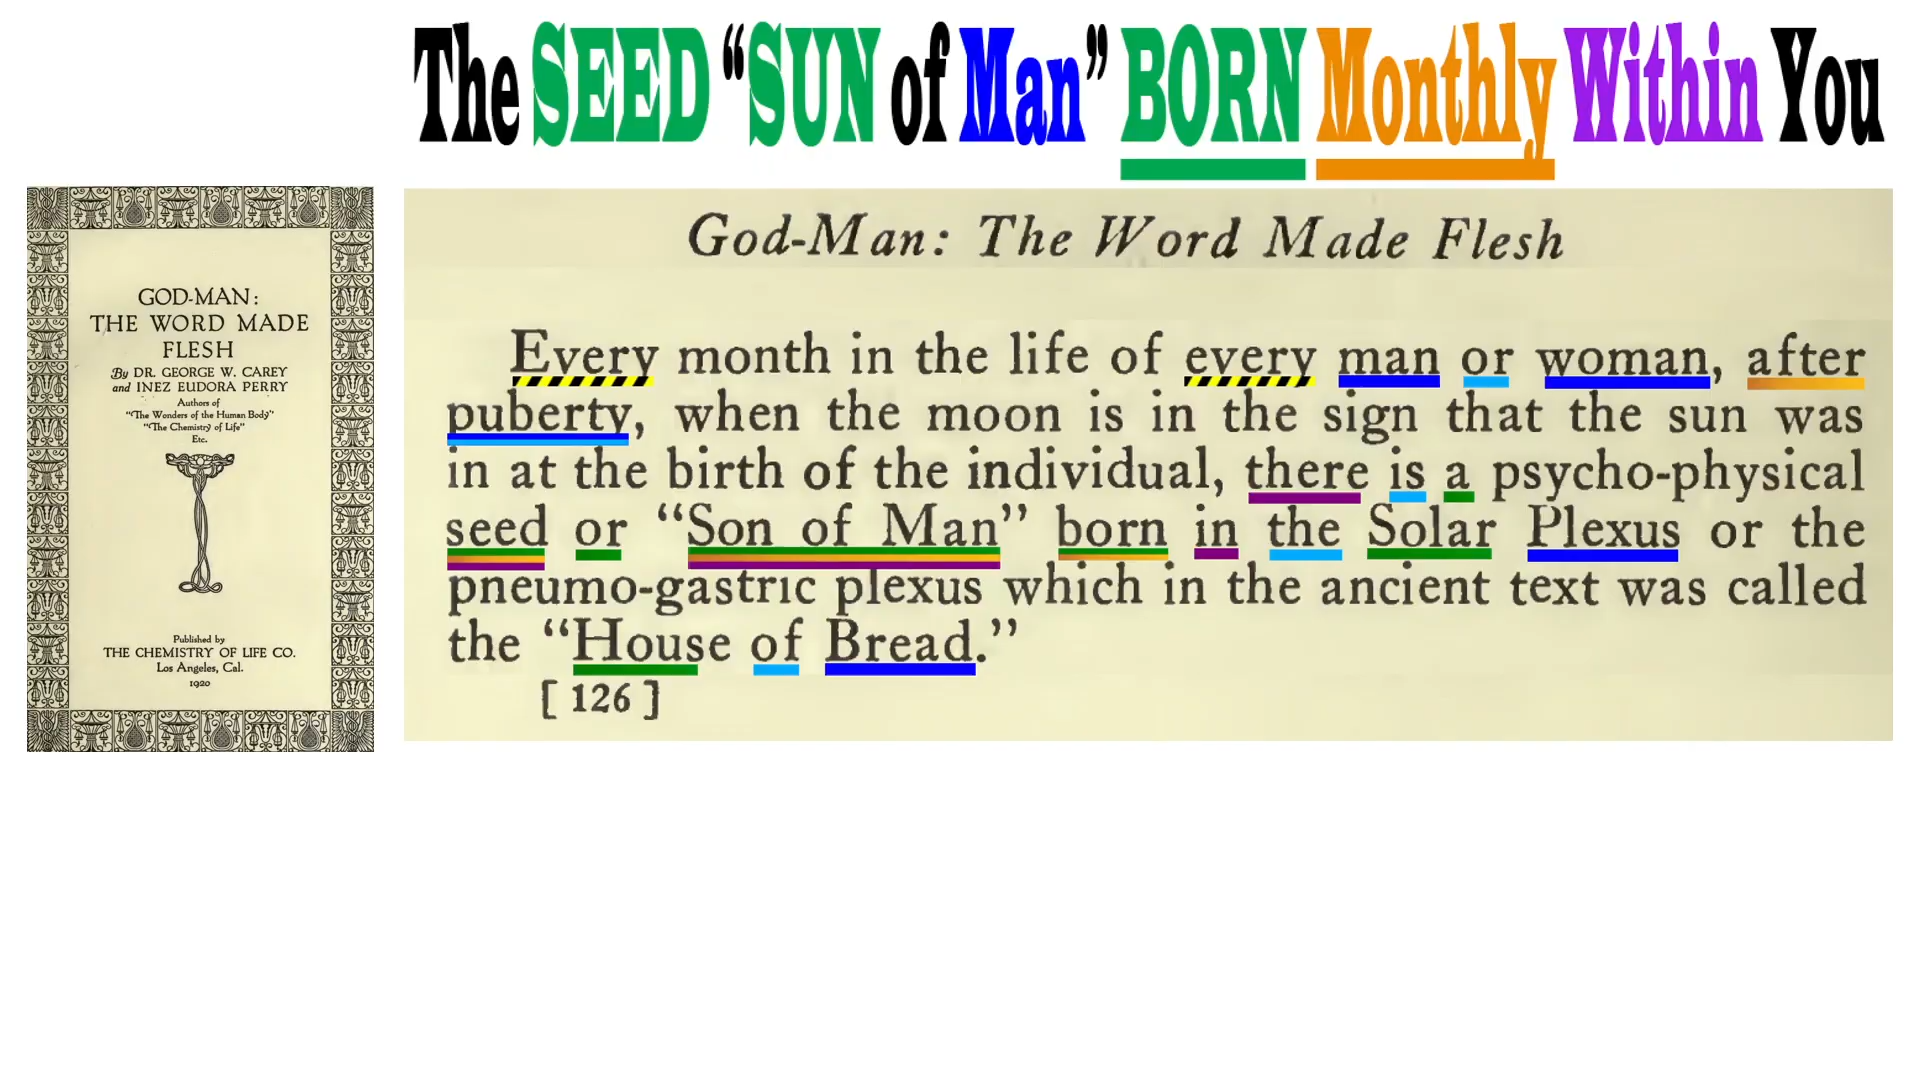 The SEED “SUN of Man” BORN Monthly Within You
GOD-MAN:
THE WORD MADE
FLESH
By DR. GEORGE W. CAREY
and INEZ EUDORA PERRY
Authors of
"The Wonders of the Human Body"
"The Chemistry of Life"
Etc.
Published by
THE CHEMISTRY OF LIFE CO.
Los Angeles, Cal.
1920
God-Man: The Word Made Flesh
Every month in the life of every man or woman, after
puberty, when the moon is in the sign that the sun was
in at the birth of the individual, there is a psycho-physical
seed or “Son of Man” born in the Solar Plexus or the
pneumo-gastric plexus which in the ancient text was called
the “House of Bread.”
[ 126 ]